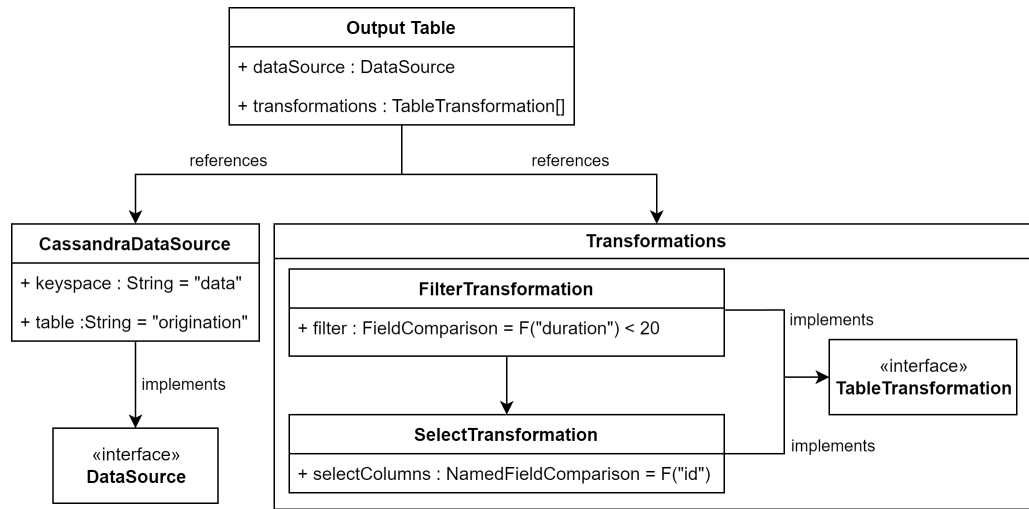 Output Table
+ dataSource : DataSource
+ transformations : TableTransformation[]
references
references
CassandraDataSource
+ keyspace : String = "data"
+ table :String = "origination"
implements
«interface»
DataSource
Transformations
FilterTransformation
+ filter : FieldComparison = F("duration") < 20
implements
«interface»
TableTransformation
SelectTransformation
+ selectColumns : NamedFieldComparison = F("id")
implements